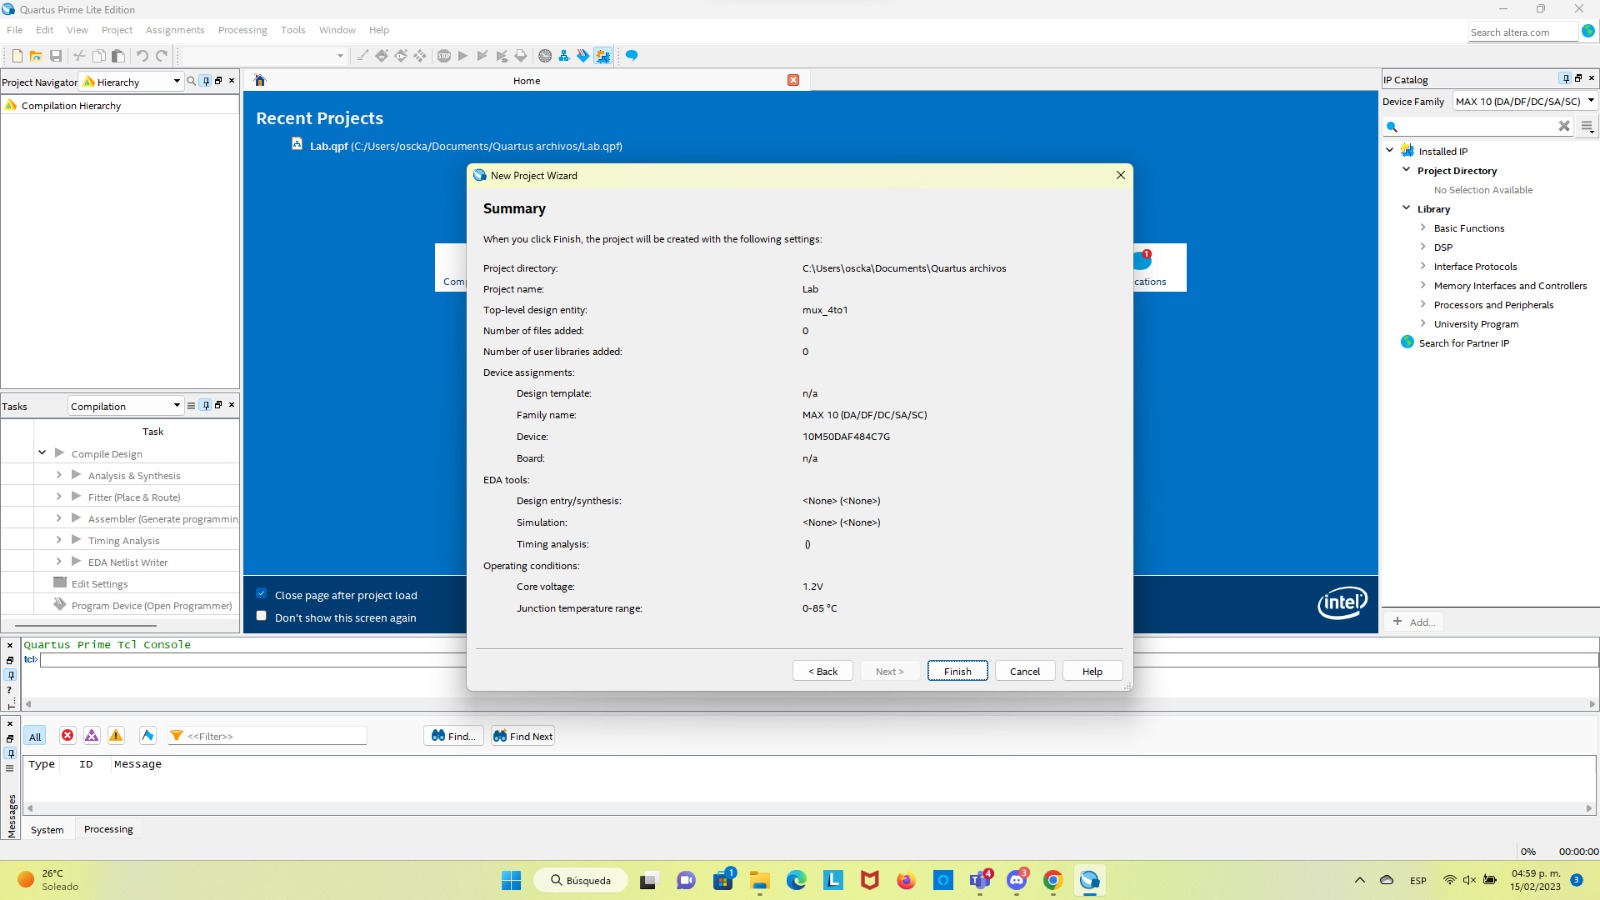 Quartus Prime Lite Edition
File Edit View Project Assignments Processing Tools Window Help
Search altera.com
Project Navigator Hierarchy
Compilation Hierarchy
Home
Recent Projects
Lab.qpf (C:/Users/oscka/Documents/Quartus archivos/Lab.qpf)
Comp
1
cations
Close page after project load
Don't show this screen again
intel
New Project Wizard
Summary
When you click Finish, the project will be created with the following settings:
Project directory: C:\Users\oscka\Documents\Quartus archivos
Project name: Lab
Top-level design entity: mux_4to1
Number of files added: 0
Number of user libraries added: 0
Device assignments:
Design template: n/a
Family name: MAX 10 (DA/DF/DC/SA/SC)
Device: 10M50DAF484C7G
Board: n/a
EDA tools:
Design entry/synthesis: <None> (<None>)
Simulation: <None> (<None>)
Timing analysis: ()
Operating conditions:
Core voltage: 1.2V
Junction temperature range: 0-85 °C
< Back Next > Finish Cancel Help
IP Catalog
Device Family MAX 10 (DA/DF/DC/SA/SC)
Installed IP
Project Directory
No Selection Available
Library
Basic Functions
DSP
Interface Protocols
Memory Interfaces and Controllers
Processors and Peripherals
University Program
Search for Partner IP
+ Add...
Tasks Compilation
Task
Compile Design
Analysis & Synthesis
Fitter (Place & Route)
Assembler (Generate programmin
Timing Analysis
EDA Netlist Writer
Edit Settings
Program Device (Open Programmer)
Quartus Prime Tcl Console
tcl>
All <<Filter>> Find... Find Next
Type ID Message
Messages
System Processing
0% 00:00:00
26°C
Soleado
Búsqueda
1
4
3
ESP
04:59 p. m.
15/02/2023
3